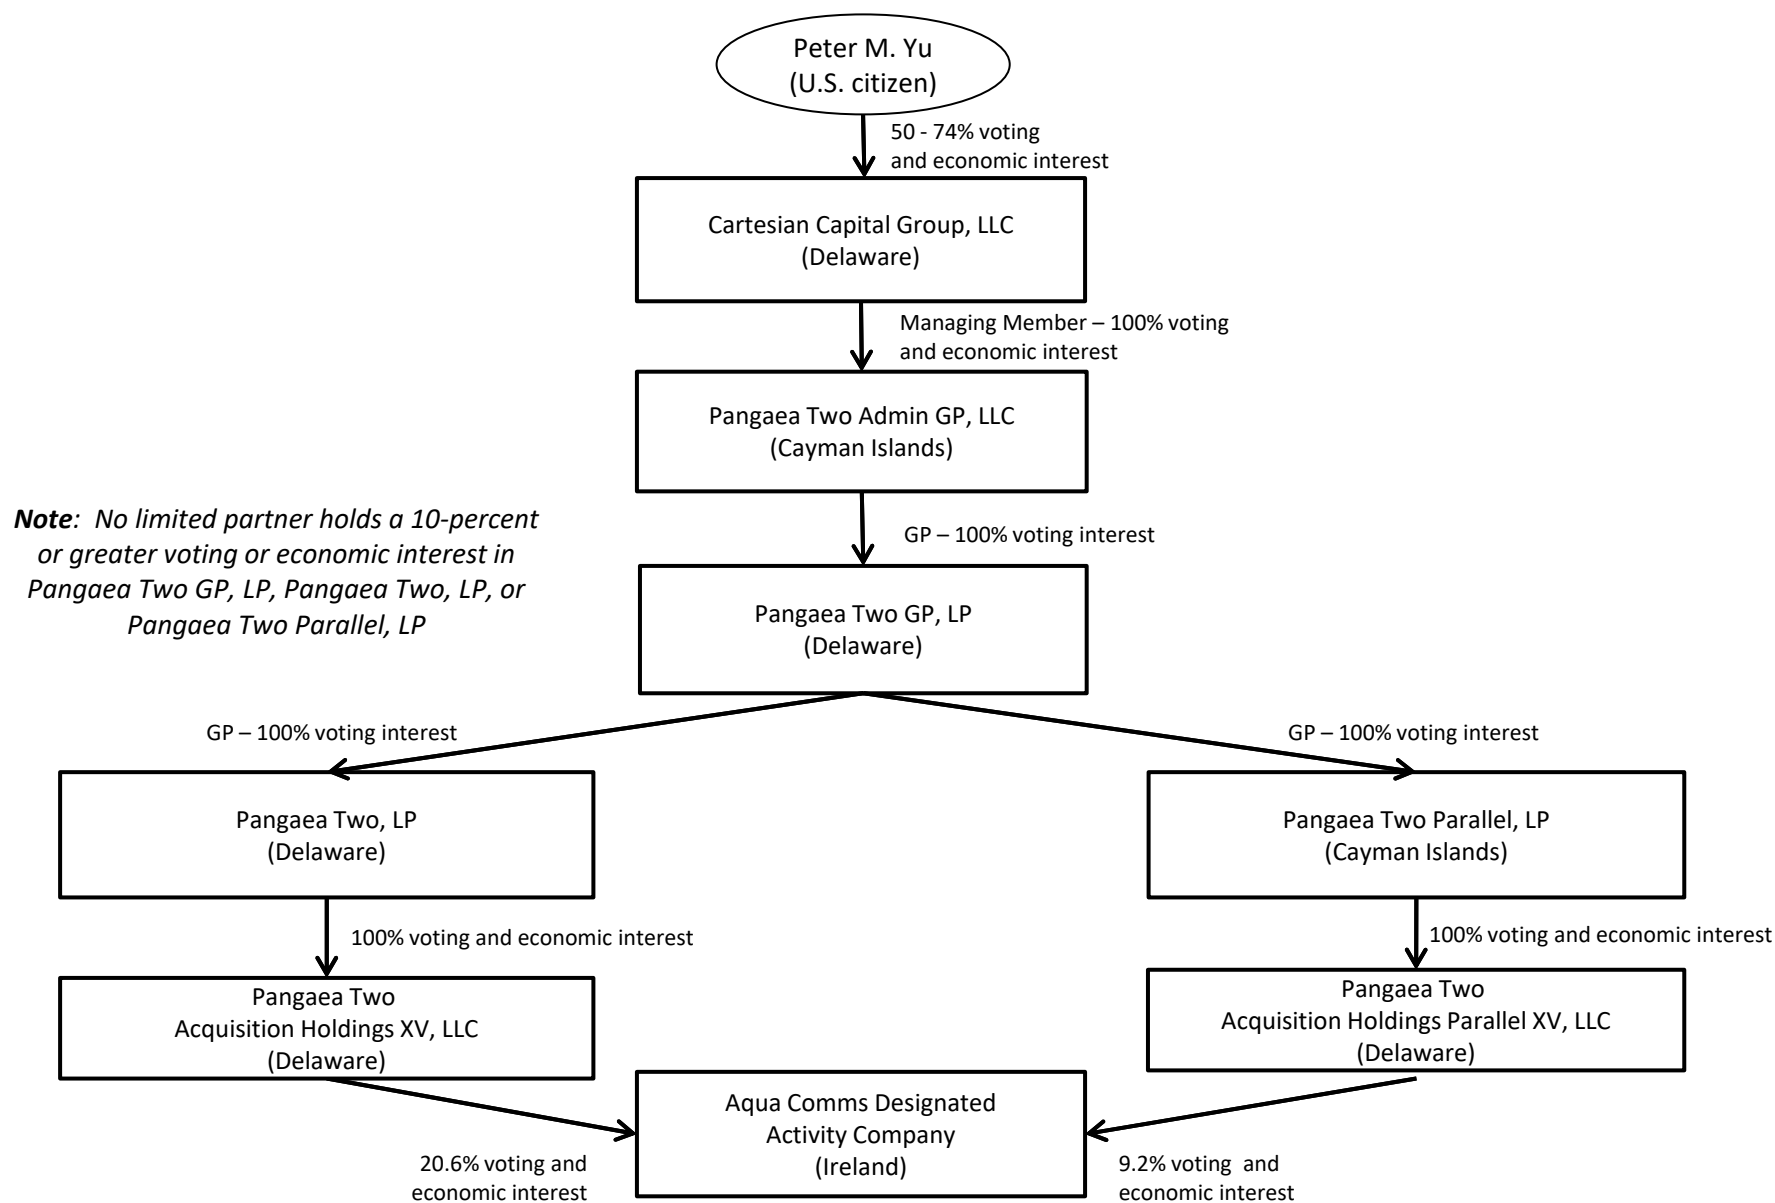 Peter M. Yu
(U.S. citizen)
50 - 74% voting
and economic interest
Cartesian Capital Group, LLC
(Delaware)
Managing Member – 100% voting
and economic interest
Pangaea Two Admin GP, LLC
(Cayman Islands)
Note:  No limited partner holds a 10-percent
or greater voting or economic interest in
Pangaea Two GP, LP, Pangaea Two, LP, or
Pangaea Two Parallel, LP
GP – 100% voting interest
Pangaea Two GP, LP
(Delaware)
GP – 100% voting interest
GP – 100% voting interest
Pangaea Two, LP
(Delaware)
Pangaea Two Parallel, LP
(Cayman Islands)
100% voting and economic interest
100% voting and economic interest
Pangaea Two
Acquisition Holdings XV, LLC
(Delaware)
Pangaea Two
Acquisition Holdings Parallel XV, LLC
(Delaware)
Aqua Comms Designated
Activity Company
(Ireland)
20.6% voting and
economic interest
9.2% voting  and
economic interest